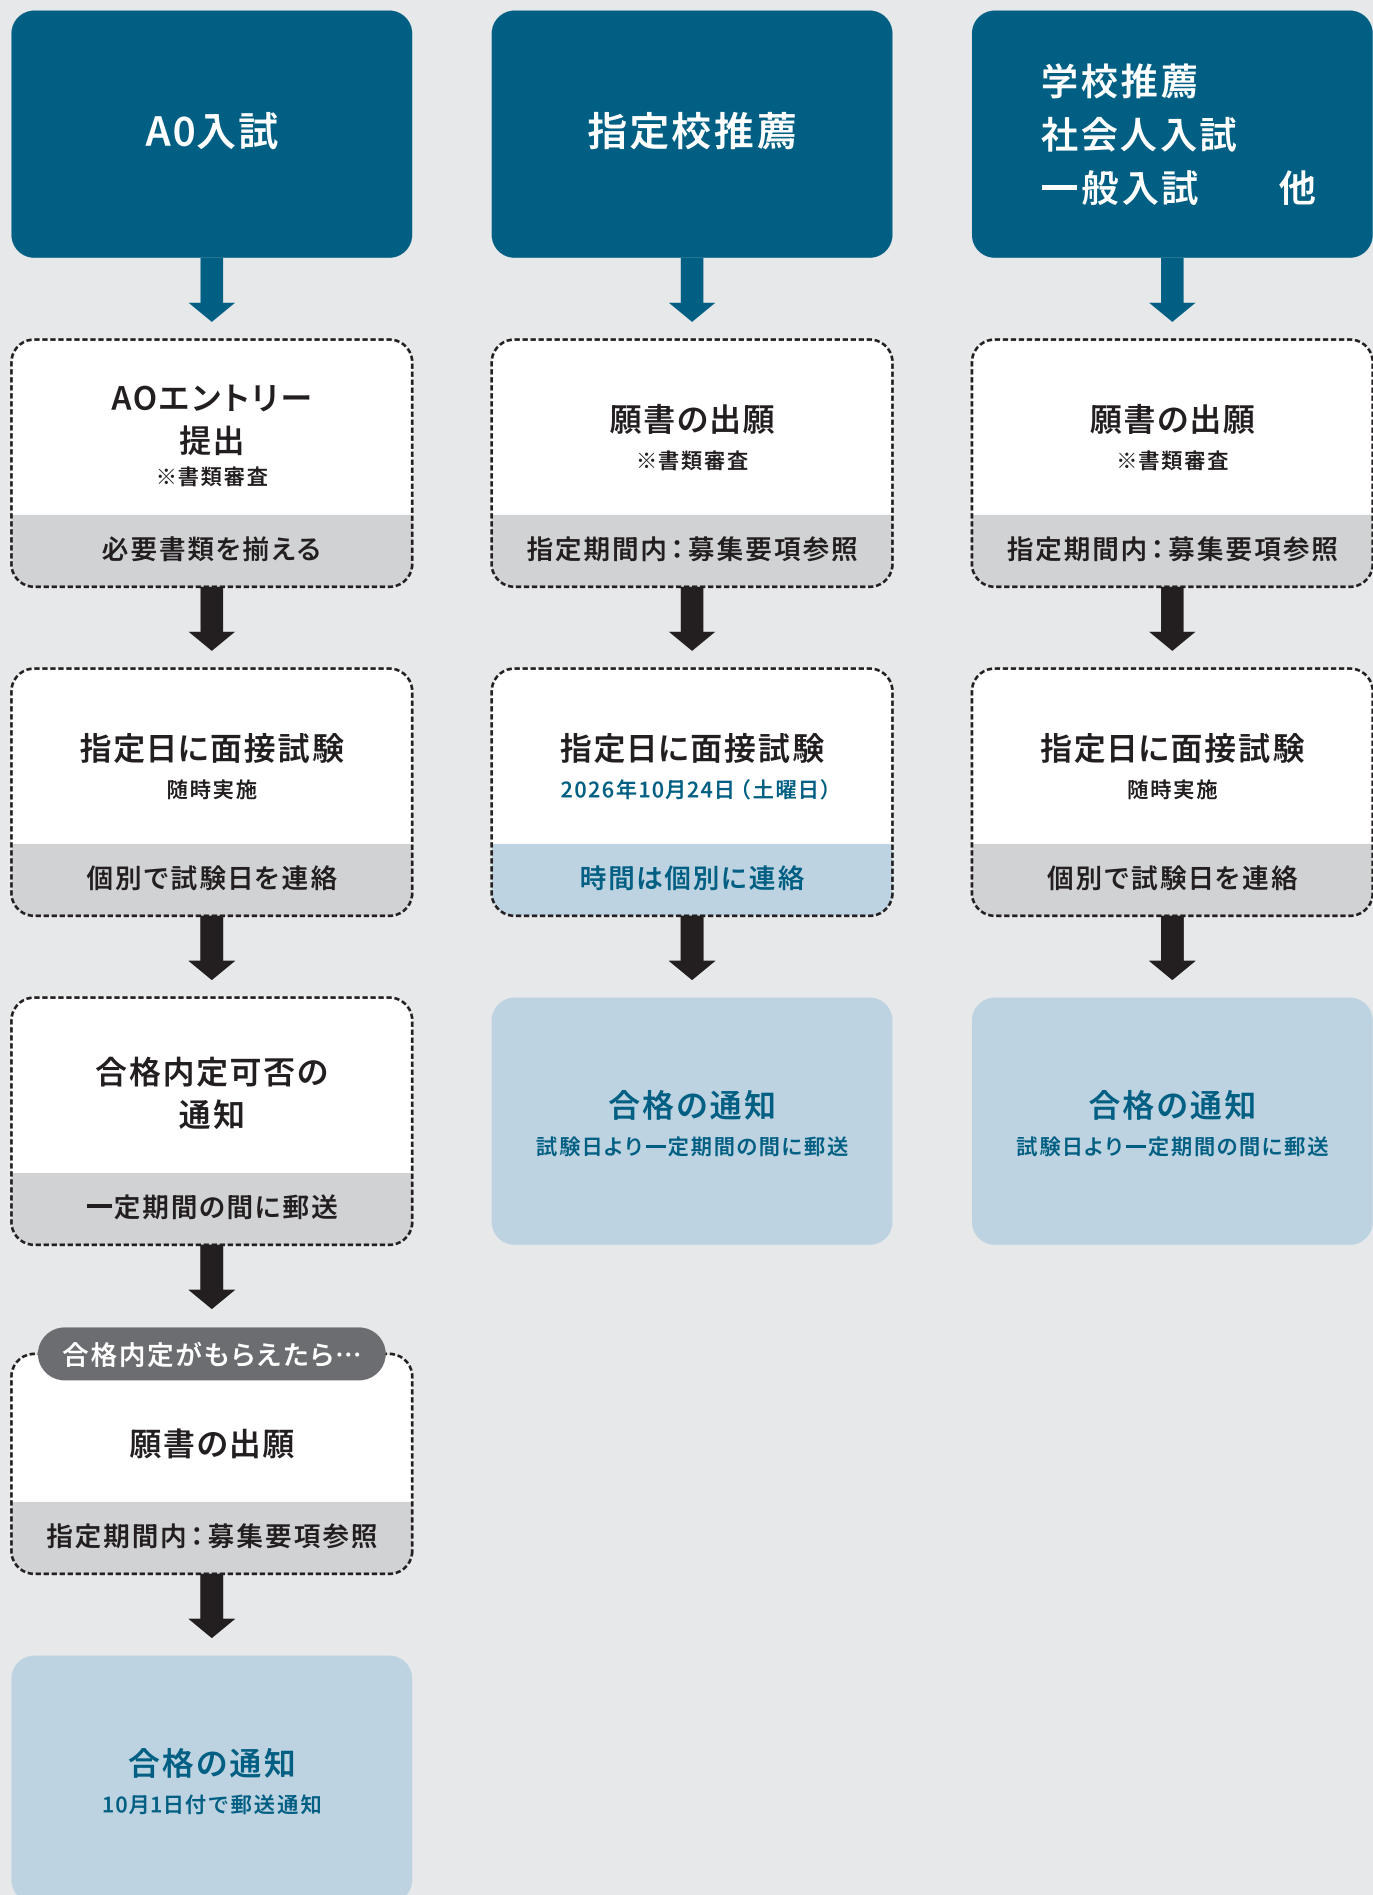 A0入試
AOエントリー
提出
※書類審査
必要書類を揃える
指定日に面接試験
随時実施
個別で試験日を連絡
合格内定可否の
通知
一定期間の間に郵送
合格内定がもらえたら…
願書の出願
指定期間内：募集要項参照
合格の通知
10月1日付で郵送通知
指定校推薦
願書の出願
※書類審査
指定期間内：募集要項参照
指定日に面接試験
2026年10月24日（土曜日）
時間は個別に連絡
合格の通知
試験日より一定期間の間に郵送
学校推薦
社会人入試
一般入試　　他
願書の出願
※書類審査
指定期間内：募集要項参照
指定日に面接試験
随時実施
個別で試験日を連絡
合格の通知
試験日より一定期間の間に郵送